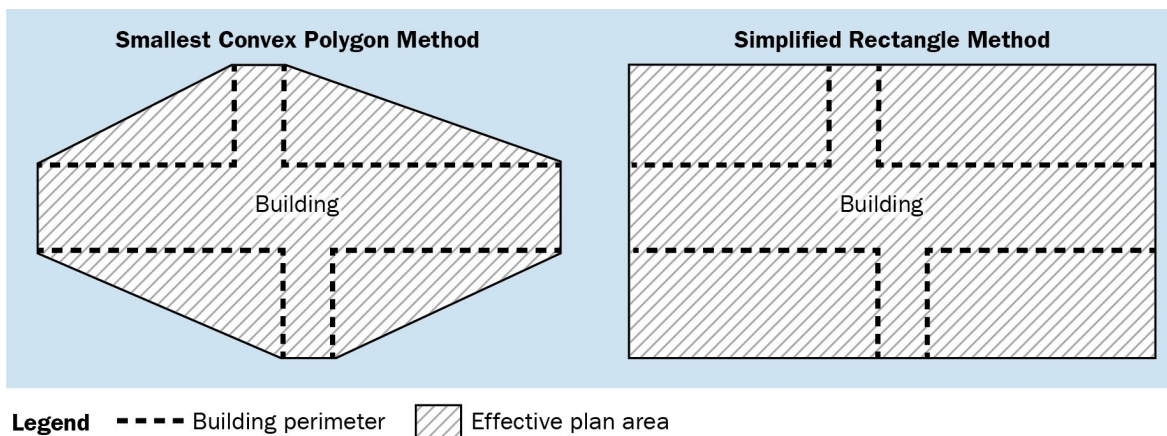 Smallest Convex Polygon Method
Simplified Rectangle Method
Building
Building
Legend
Building perimeter
Effective plan area